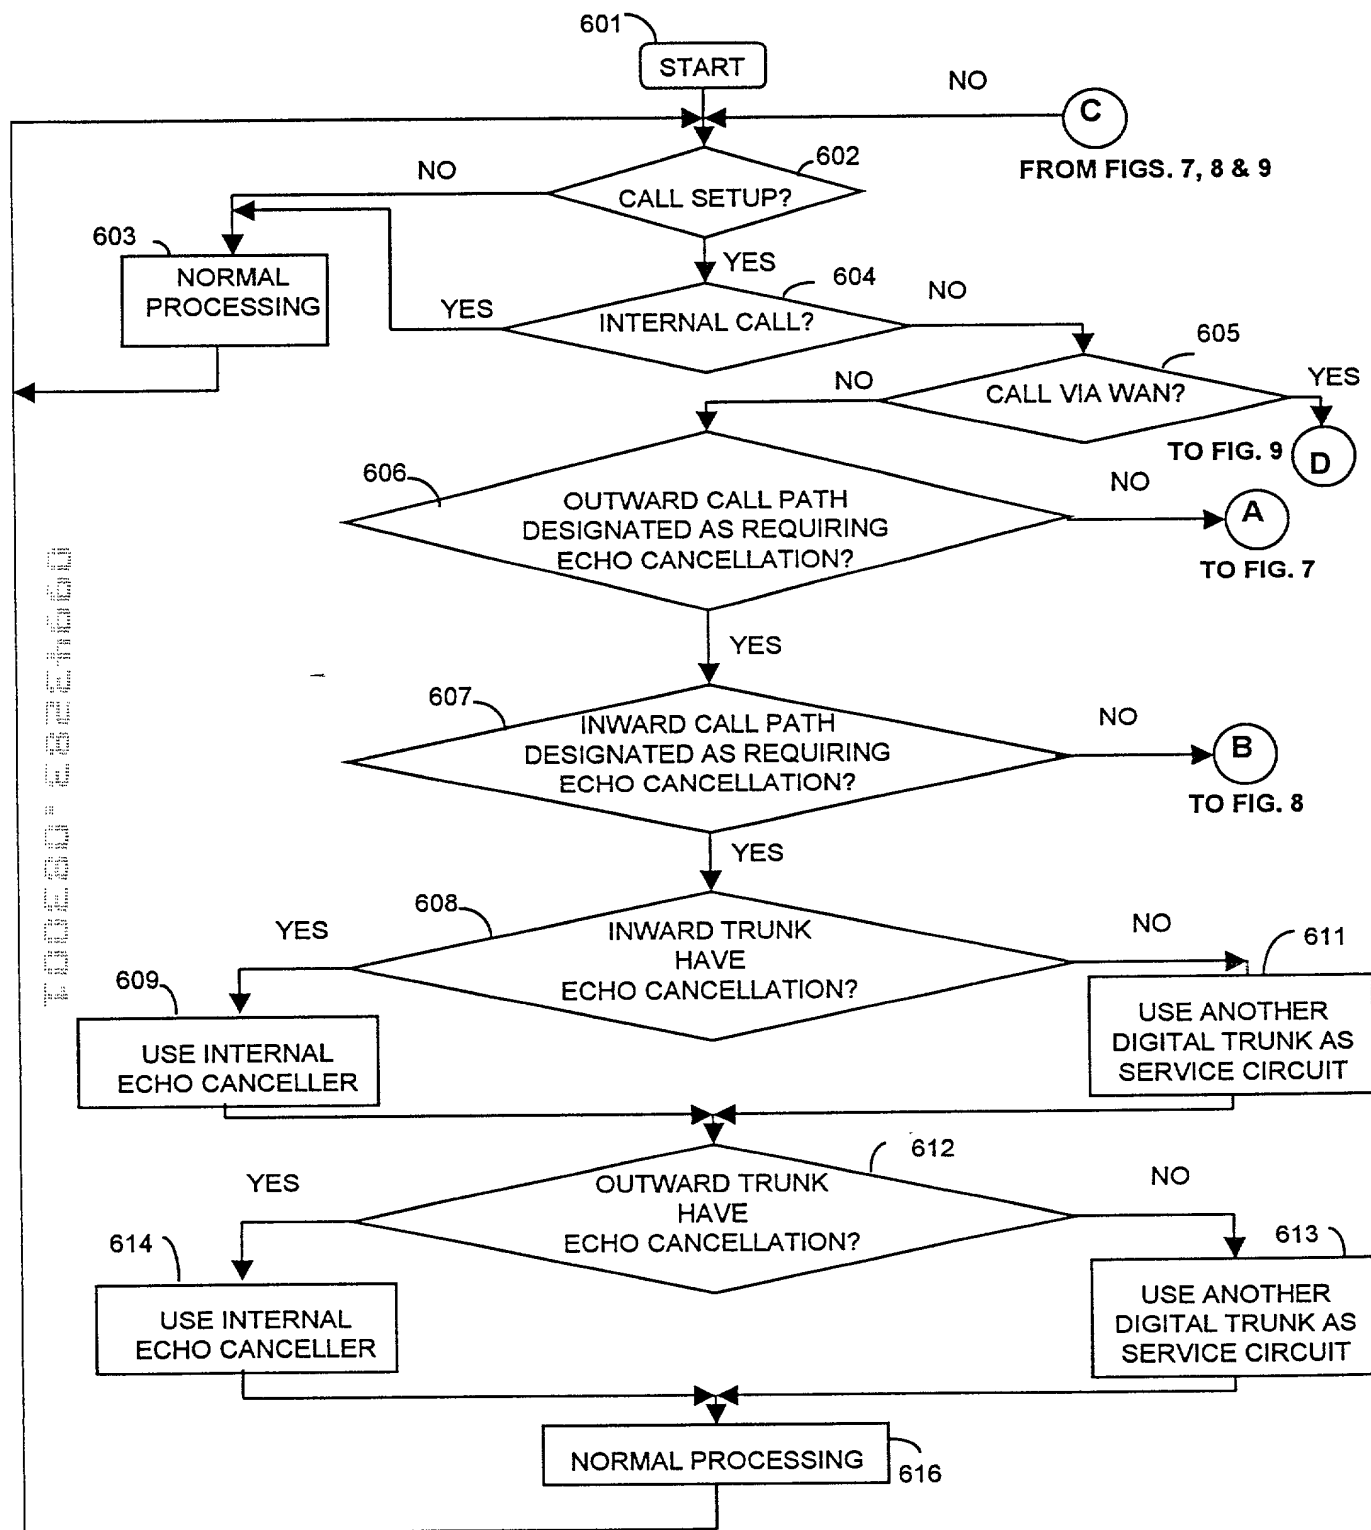 601
START
NO
C
FROM FIGS. 7, 8 & 9
602
NO
CALL SETUP?
603
NORMAL
PROCESSING
YES
604
YES
INTERNAL CALL?
NO
605
NO
CALL VIA WAN?
YES
TO FIG. 9
D
606
OUTWARD CALL PATH
DESIGNATED AS REQUIRING
ECHO CANCELLATION?
NO
A
TO FIG. 7
YES
607
INWARD CALL PATH
DESIGNATED AS REQUIRING
ECHO CANCELLATION?
NO
B
TO FIG. 8
YES
608
YES
INWARD TRUNK
HAVE
ECHO CANCELLATION?
NO
611
609
USE INTERNAL
ECHO CANCELLER
USE ANOTHER
DIGITAL TRUNK AS
SERVICE CIRCUIT
612
YES
OUTWARD TRUNK
HAVE
ECHO CANCELLATION?
NO
614
613
USE INTERNAL
ECHO CANCELLER
USE ANOTHER
DIGITAL TRUNK AS
SERVICE CIRCUIT
NORMAL PROCESSING
616